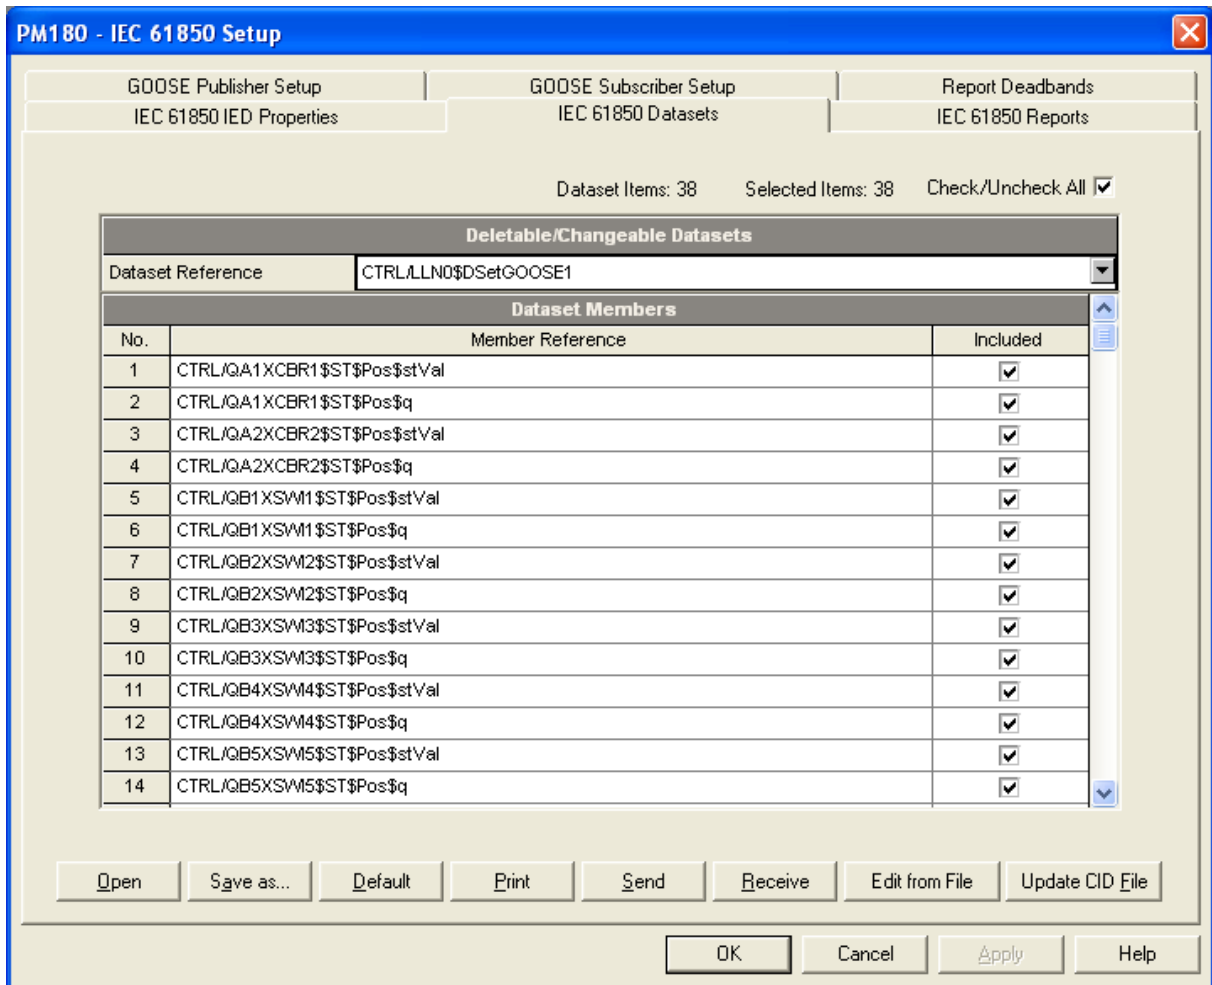 PM180 - IEC 61850 Setup
GOOSE Publisher Setup GOOSE Subscriber Setup Report Deadbands
IEC 61850 IED Properties IEC 61850 Datasets IEC 61850 Reports
Dataset Items: 38 Selected Items: 38 Check/Uncheck All
Deletable/Changeable Datasets
Dataset Reference CTRL/LLN0$DSetGOOSE1
Dataset Members
No. Member Reference Included
1 CTRL/QA1XCBR1$ST$Pos$stVal
2 CTRL/QA1XCBR1$ST$Pos$q
3 CTRL/QA2XCBR2$ST$Pos$stVal
4 CTRL/QA2XCBR2$ST$Pos$q
5 CTRL/QB1XSWI1$ST$Pos$stVal
6 CTRL/QB1XSWI1$ST$Pos$q
7 CTRL/QB2XSWI2$ST$Pos$stVal
8 CTRL/QB2XSWI2$ST$Pos$q
9 CTRL/QB3XSWI3$ST$Pos$stVal
10 CTRL/QB3XSWI3$ST$Pos$q
11 CTRL/QB4XSWI4$ST$Pos$stVal
12 CTRL/QB4XSWI4$ST$Pos$q
13 CTRL/QB5XSWI5$ST$Pos$stVal
14 CTRL/QB5XSWI5$ST$Pos$q
Open Save as... Default Print Send Receive Edit from File Update CID File
OK Cancel Apply Help